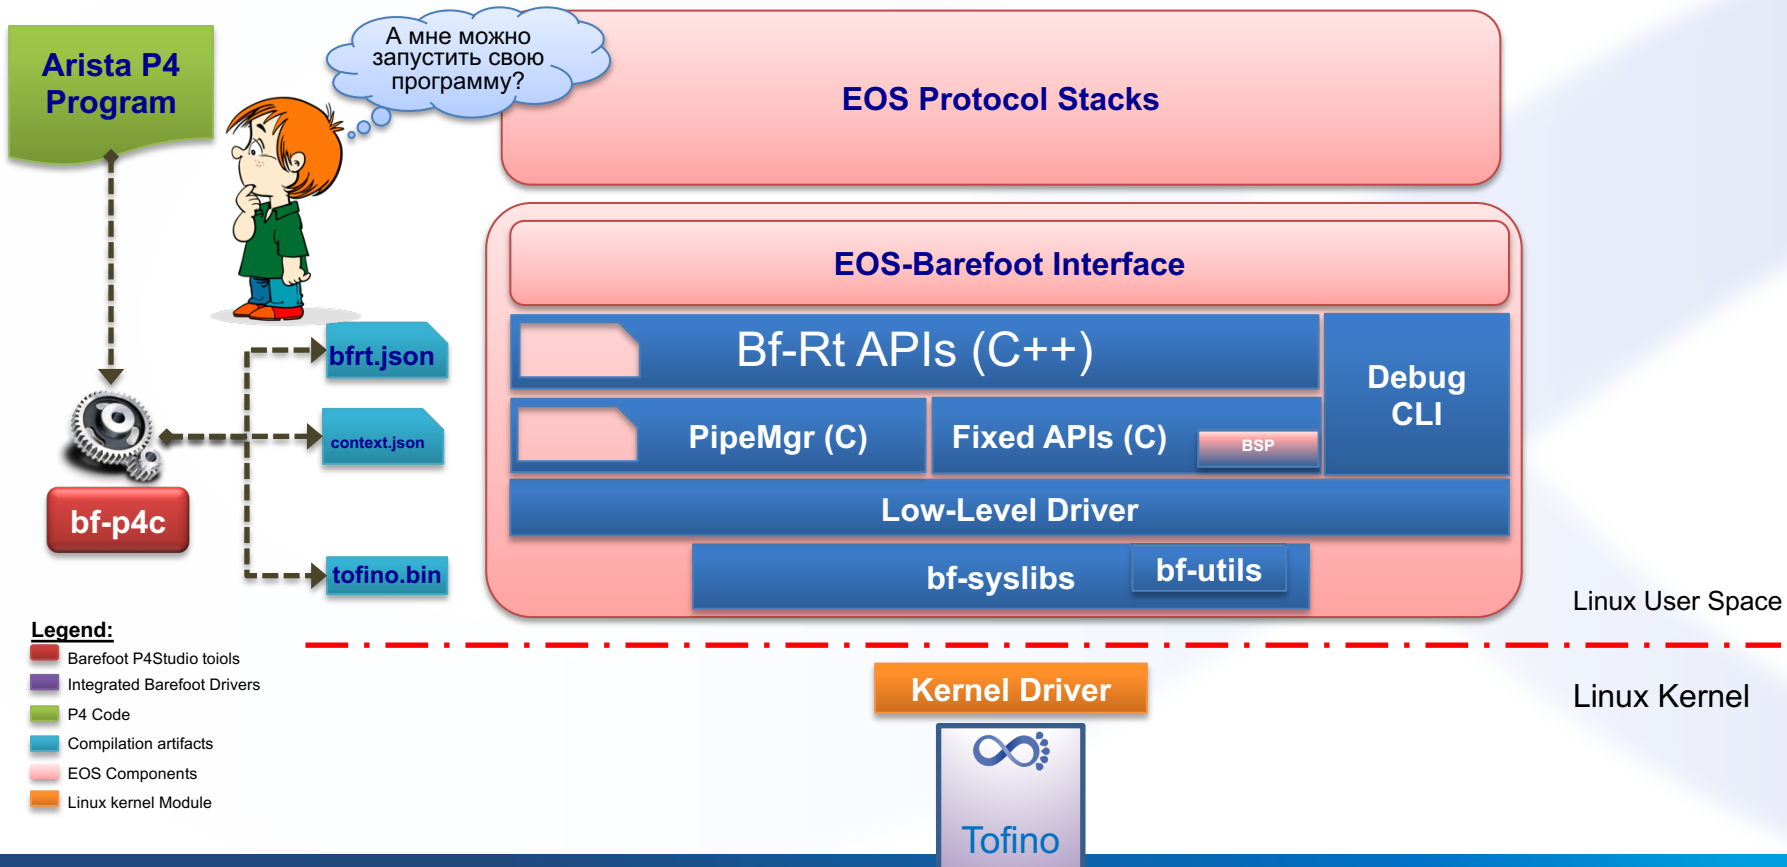 Arista P4
Program
А мне можно
запустить свою
программу?
EOS Protocol Stacks
EOS-Barefoot Interface
bfrt.json
Bf-Rt APIs (C++)
Debug
CLI
context.json
PipeMgr (C)
Fixed APIs (C)
BSP
bf-p4c
Low-Level Driver
tofino.bin
bf-syslibs
bf-utils
Linux User Space
Legend:
Barefoot P4Studio toiols
Integrated Barefoot Drivers
P4 Code
Compilation artifacts
EOS Components
Linux kernel Module
Kernel Driver
Linux Kernel
Tofino